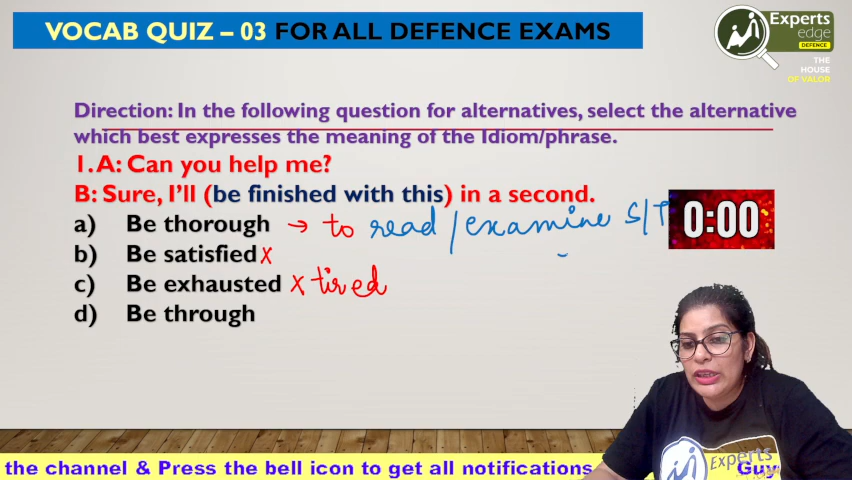 VOCAB QUIZ – 03 FOR ALL DEFENCE EXAMS
Experts
edge
DEFENCE
THE
HOUSE
OF VALOR
Direction: In the following question for alternatives, select the alternative
which best expresses the meaning of the Idiom/phrase.
1. A: Can you help me?
B: Sure, I'll (be finished with this) in a second.
a) Be thorough → to read/examine S/T
b) Be satisfied x
c) Be exhausted x tired
d) Be through
0:00
the channel & Press the bell icon to get all notifications
Experts
Guy